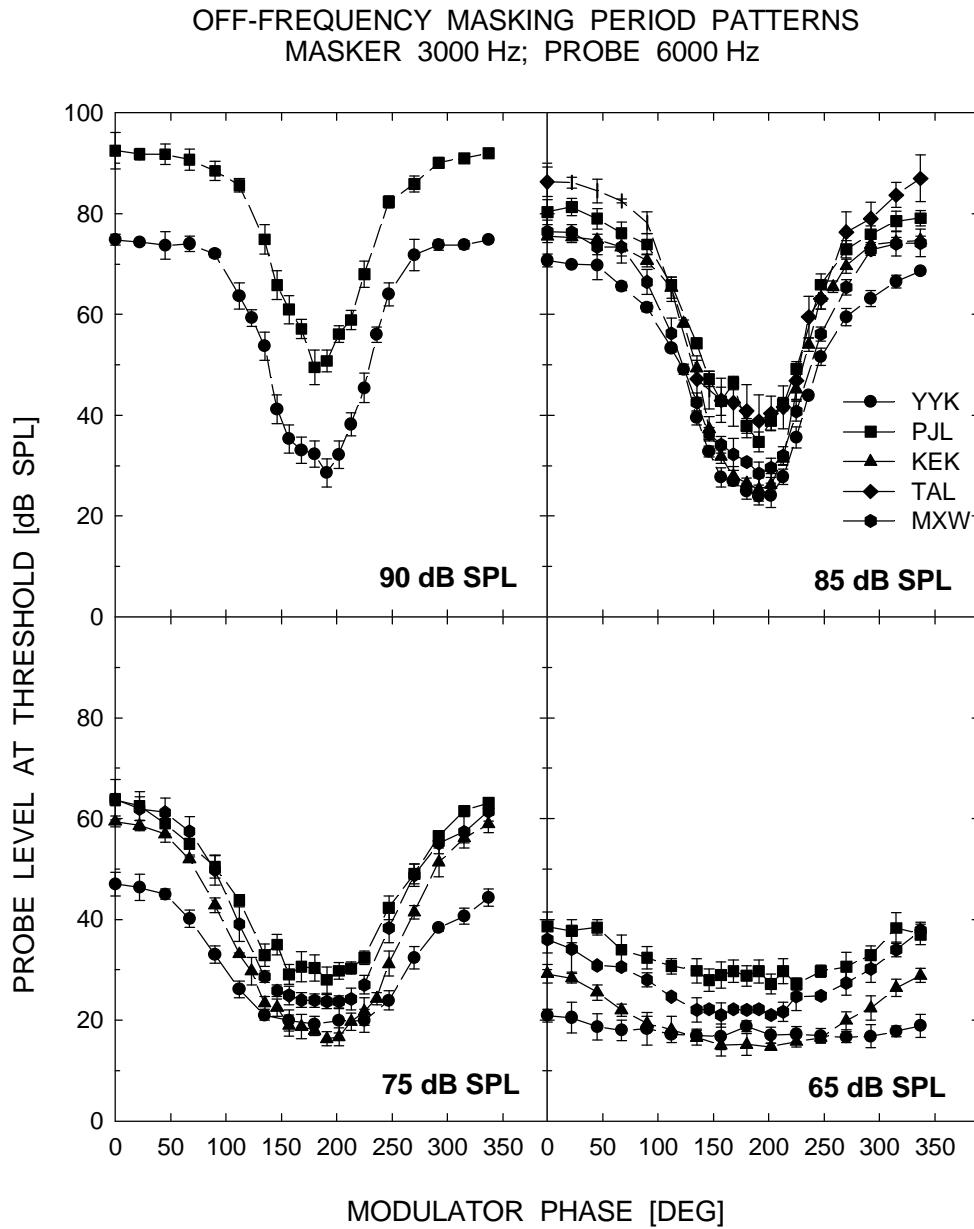 OFF-FREQUENCY MASKING PERIOD PATTERNS
MASKER 3000 Hz; PROBE 6000 Hz
PROBE LEVEL AT THRESHOLD [dB SPL]
100
80
60
40
20
0
90 dB SPL
YYK
PJL
KEK
TAL
MXW
85 dB SPL
100
80
60
40
20
0
75 dB SPL
65 dB SPL
0 50 100 150 200 250 300 350 0 50 100 150 200 250 300 350
MODULATOR PHASE [DEG]